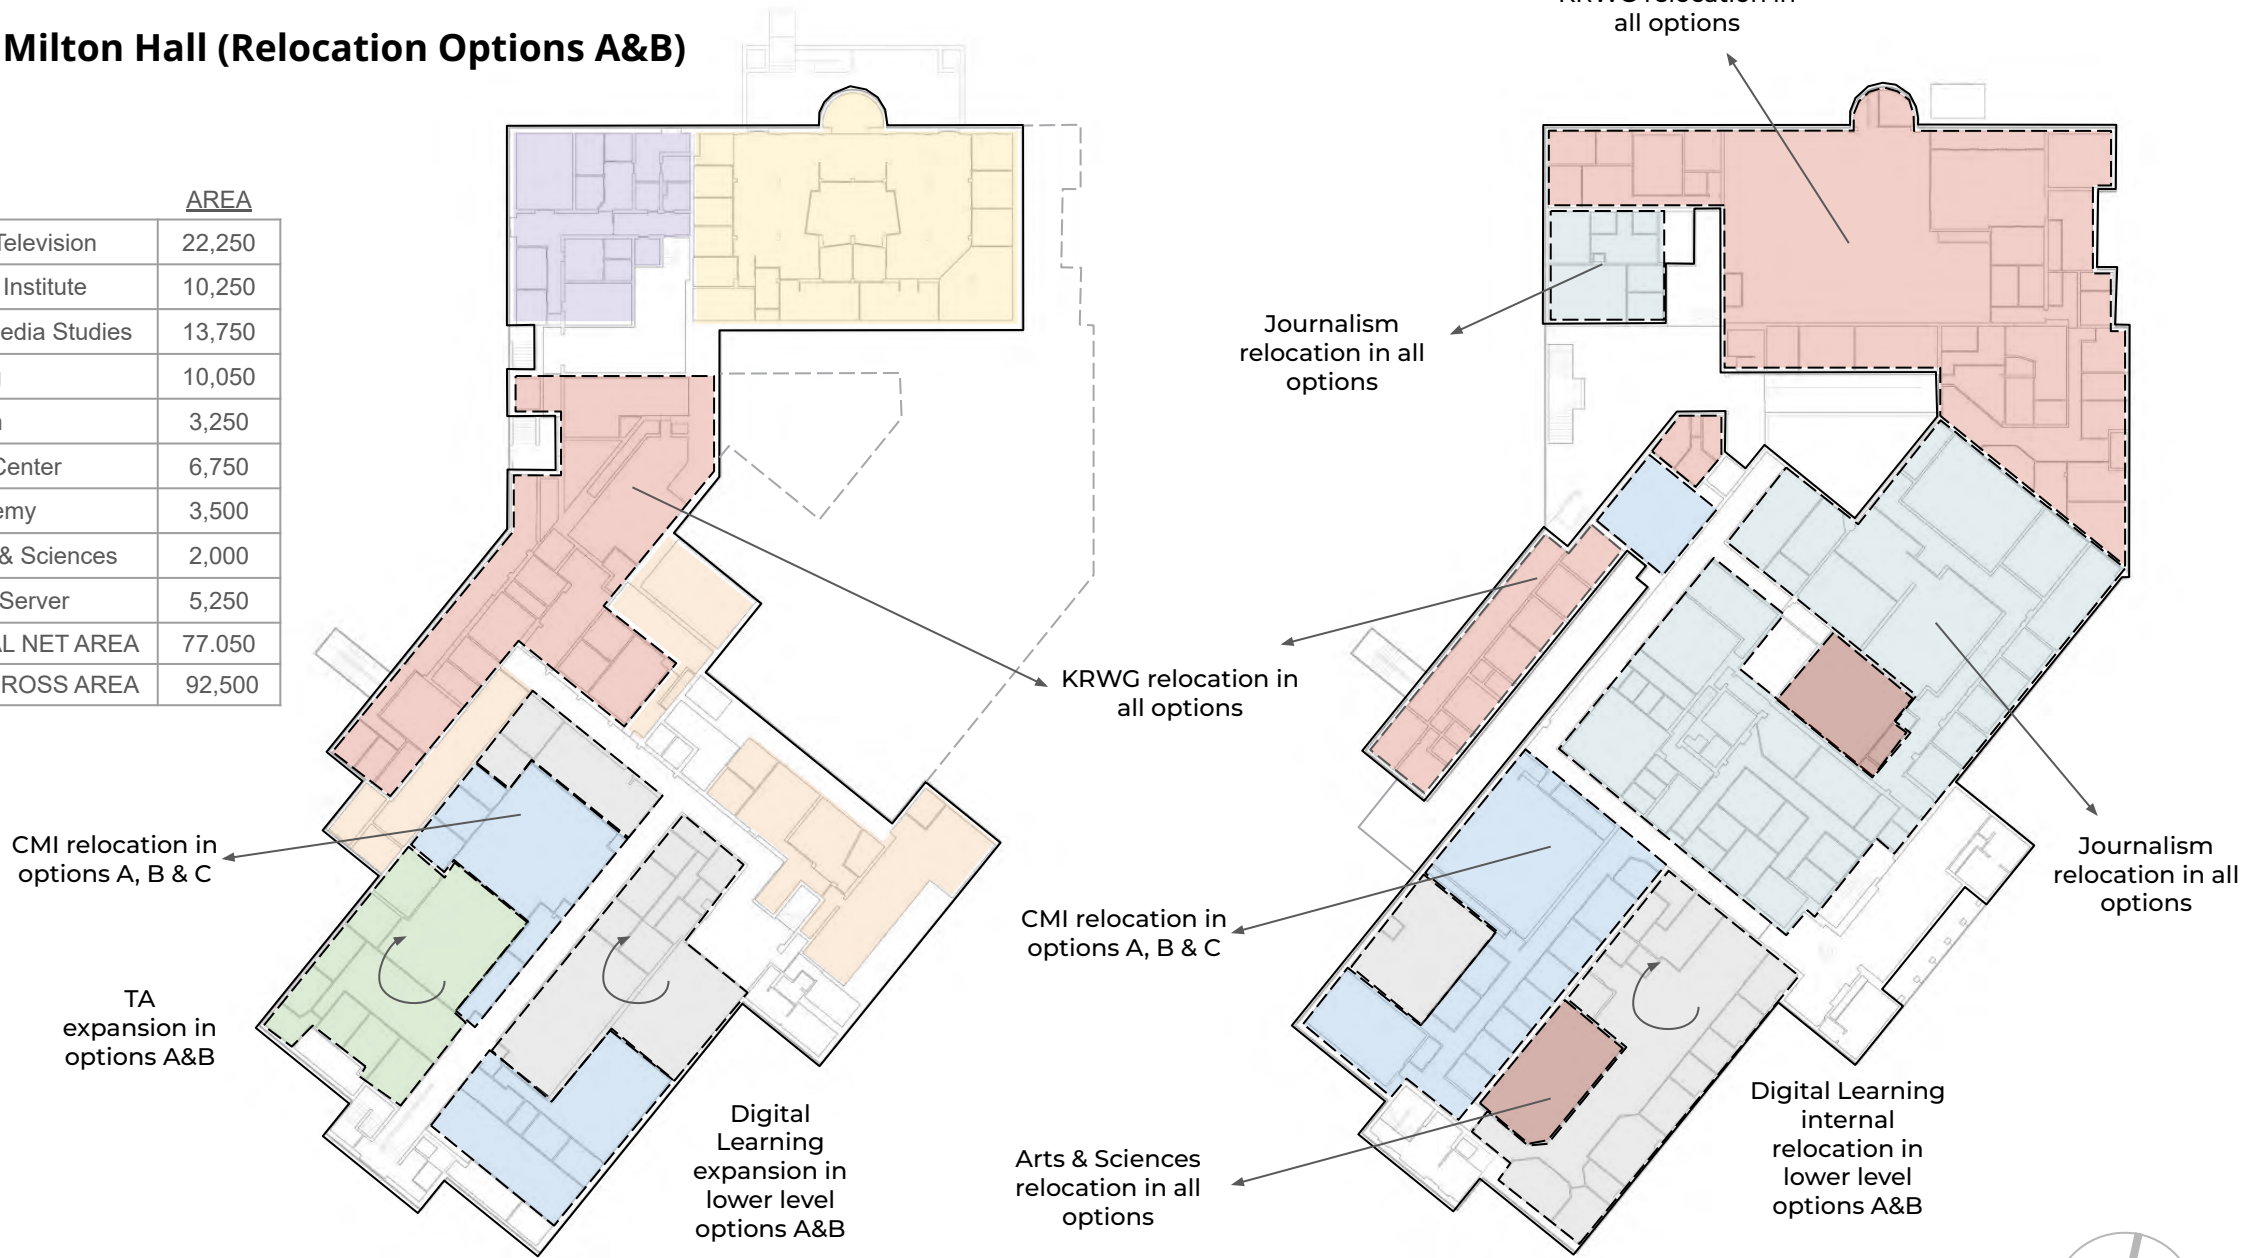 Milton Hall (Relocation Options A&B)
AREA
Television 22,250
Institute 10,250
edia Studies 13,750
10,050
3,250
Center 6,750
emy 3,500
& Sciences 2,000
Server 5,250
L NET AREA 77.050
ROSS AREA 92,500
all options
Journalism
relocation in all
options
KRWG relocation in
all options
CMI relocation in
options A, B & C
TA
expansion in
options A&B
Digital
Learning
expansion in
lower level
options A&B
CMI relocation in
options A, B & C
Arts & Sciences
relocation in all
options
Digital Learning
internal
relocation in
lower level
options A&B
Journalism
relocation in all
options